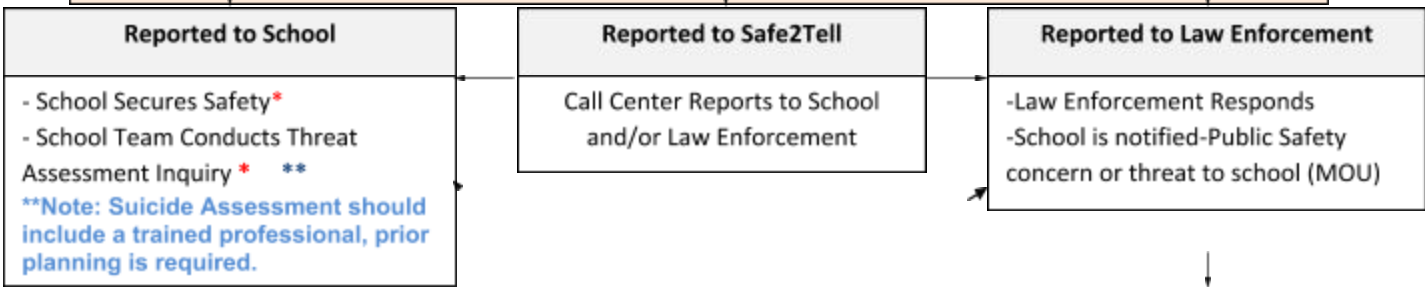 Reported to School
- School Secures Safety*
- School Team Conducts Threat
Assessment Inquiry * **
**Note: Suicide Assessment should
include a trained professional, prior
planning is required.
Reported to Safe2Tell
Call Center Reports to School
and/or Law Enforcement
Reported to Law Enforcement
-Law Enforcement Responds
-School is notified-Public Safety
concern or threat to school (MOU)